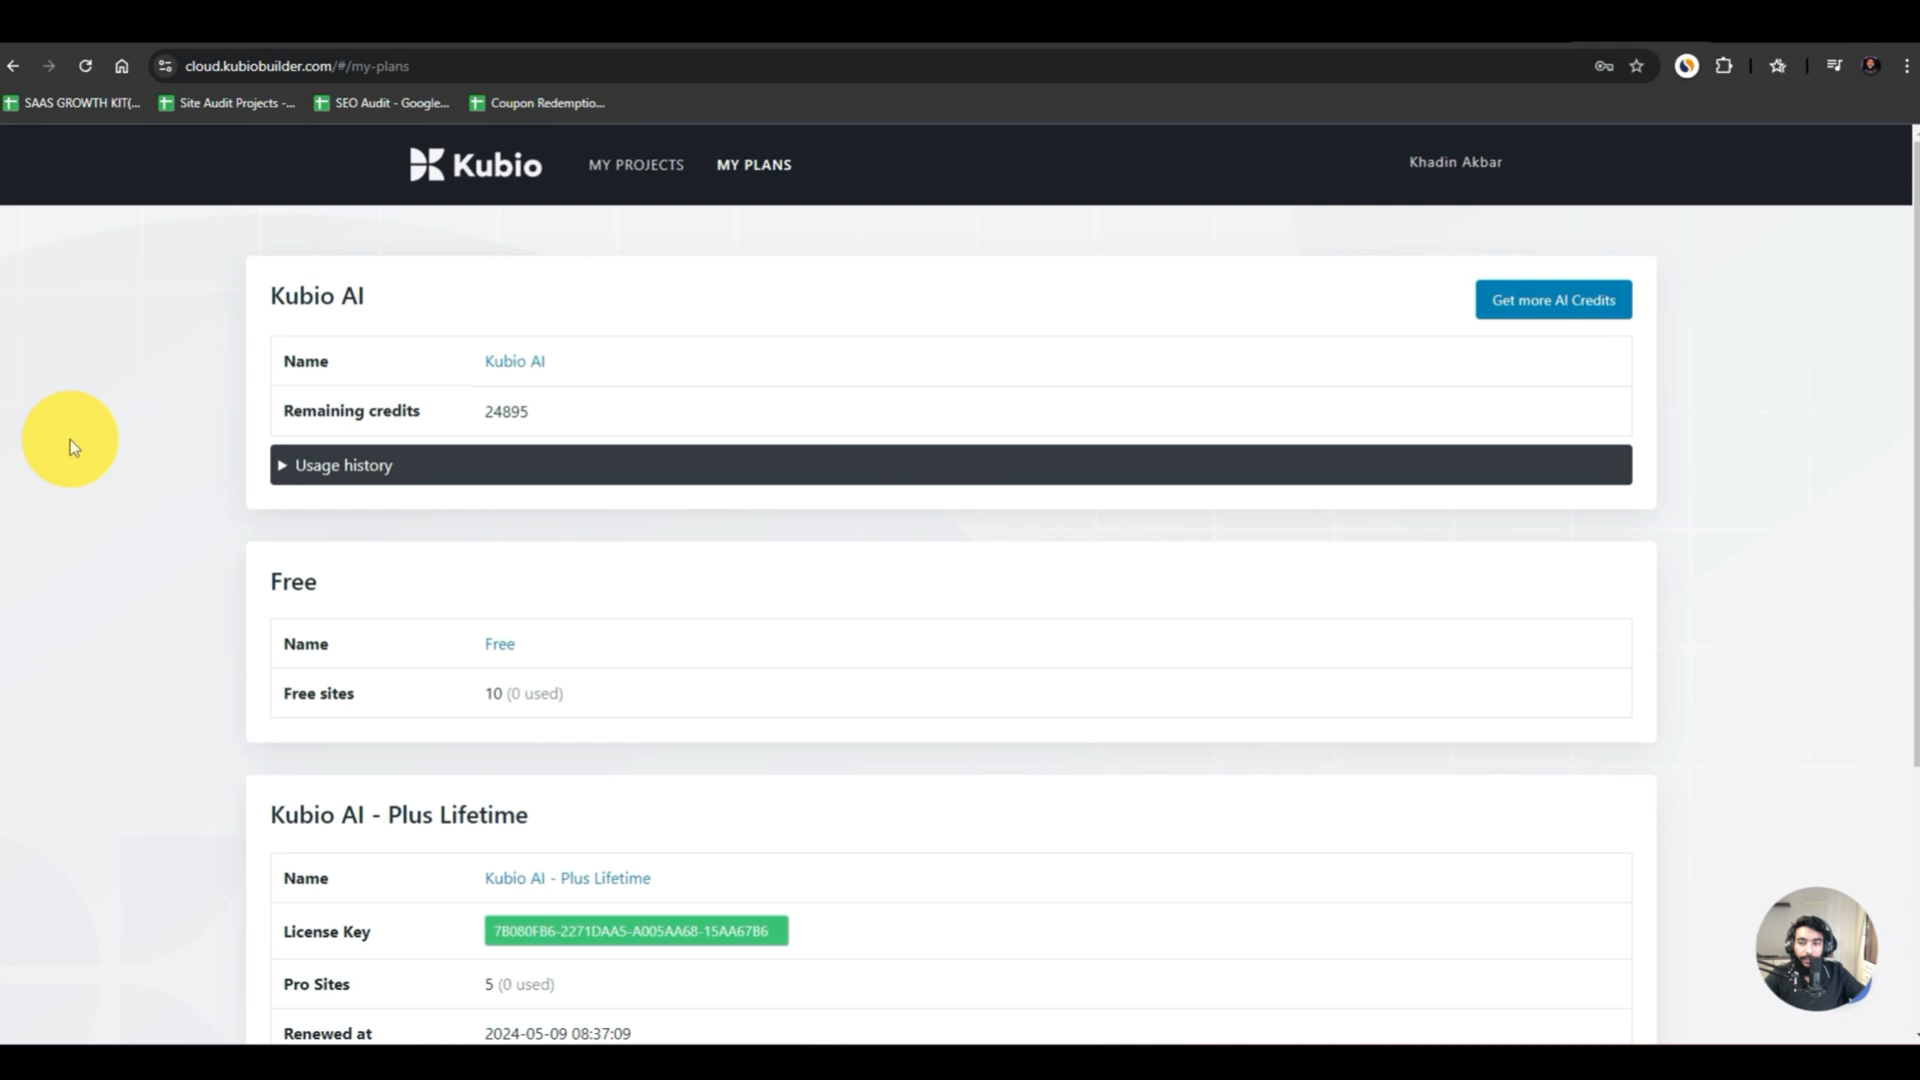 cloud.kubiobuilder.com/#/my-plans
SAAS GROWTH KIT(...
Site Audit Projects -...
SEO Audit - Google...
Coupon Redemptio...
Kubio
MY PROJECTS
MY PLANS
Khadin Akbar
Kubio AI
Get more AI Credits
Name
Kubio AI
Remaining credits
24895
Usage history
Free
Name
Free
Free sites
10 (0 used)
Kubio AI - Plus Lifetime
Name
Kubio AI - Plus Lifetime
License Key
7B080FB6-2271DAA5-A005AA68-15AA67B6
Pro Sites
5 (0 used)
Renewed at
2024-05-09 08:37:09